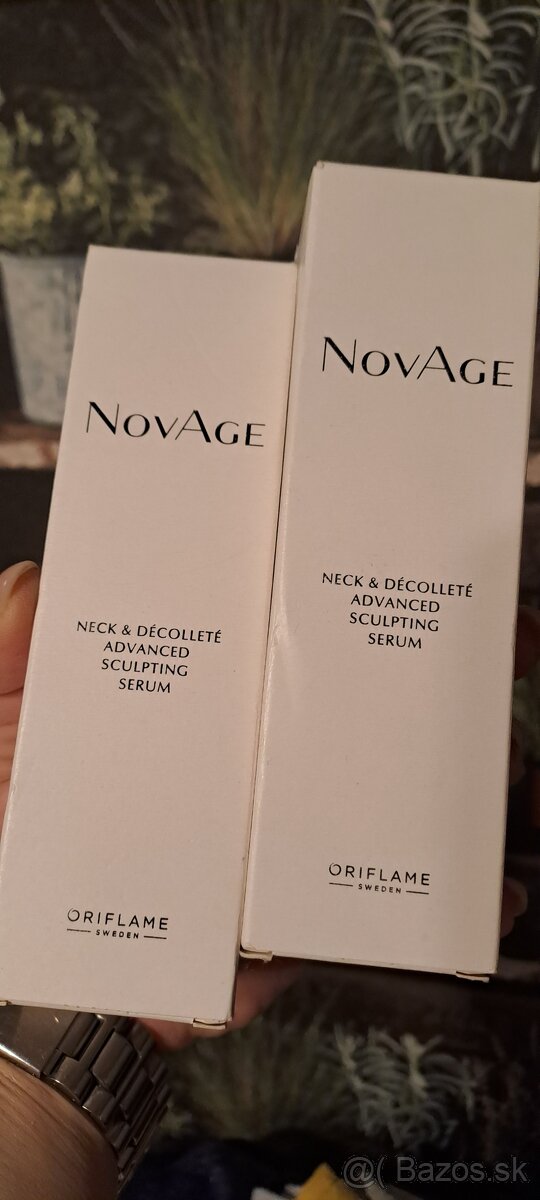 NOVAGE
NECK & DÉCOLLETÉ
ADVANCED
SCULPTING
SERUM
ORIFLAME
SWEDEN
NOVAGE
NECK & DÉCOLLETÉ
ADVANCED
SCULPTING
SERUM
ORIFLAME
SWEDEN
@( Bazos.sk